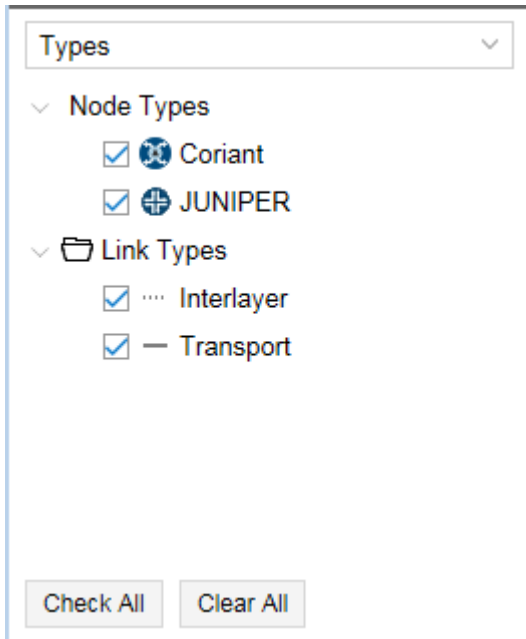 Types
Node Types
Coriant
JUNIPER
Link Types
Interlayer
Transport
Check All Clear All